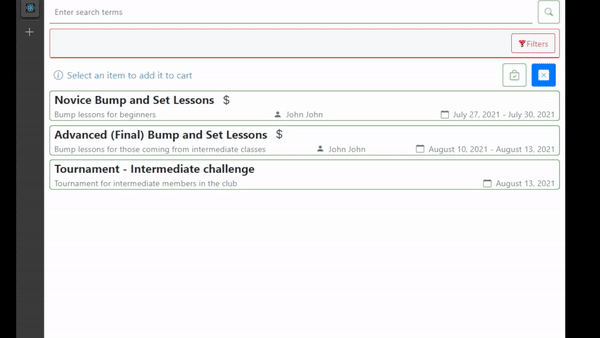 Enter search terms
Filters
Select an item to add it to cart
Novice Bump and Set Lessons $
Bump lessons for beginners John John July 27, 2021 - July 30, 2021
Advanced (Final) Bump and Set Lessons $
Bump lessons for those coming from intermediate classes John John August 10, 2021 - August 13, 2021
Tournament - Intermediate challenge
Tournament for intermediate members in the club August 13, 2021